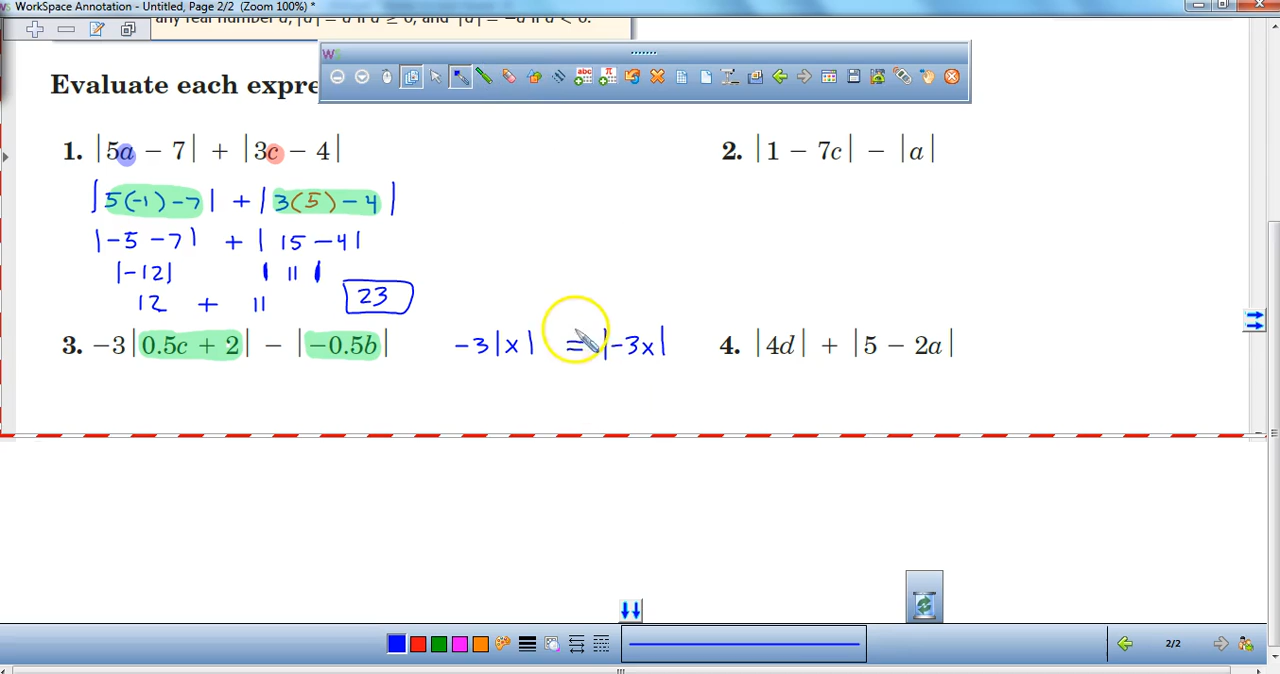 WorkSpace Annotation - Untitled, Page 2/2 (Zoom 100%) *
any real number a, |a| = a if a ≥ 0, and |a| = −a if a < 0.
WS
Evaluate each expre
1. |5a − 7| + |3c − 4|
|5(-1)-7| + |3(5)-4|
|-5-7| + |15-4|
|-12| |11|
12 + 11 23
2. |1 − 7c| − |a|
3. −3|0.5c + 2| − |−0.5b|
-3|x| = |-3x|
4. |4d| + |5 − 2a|
2/2